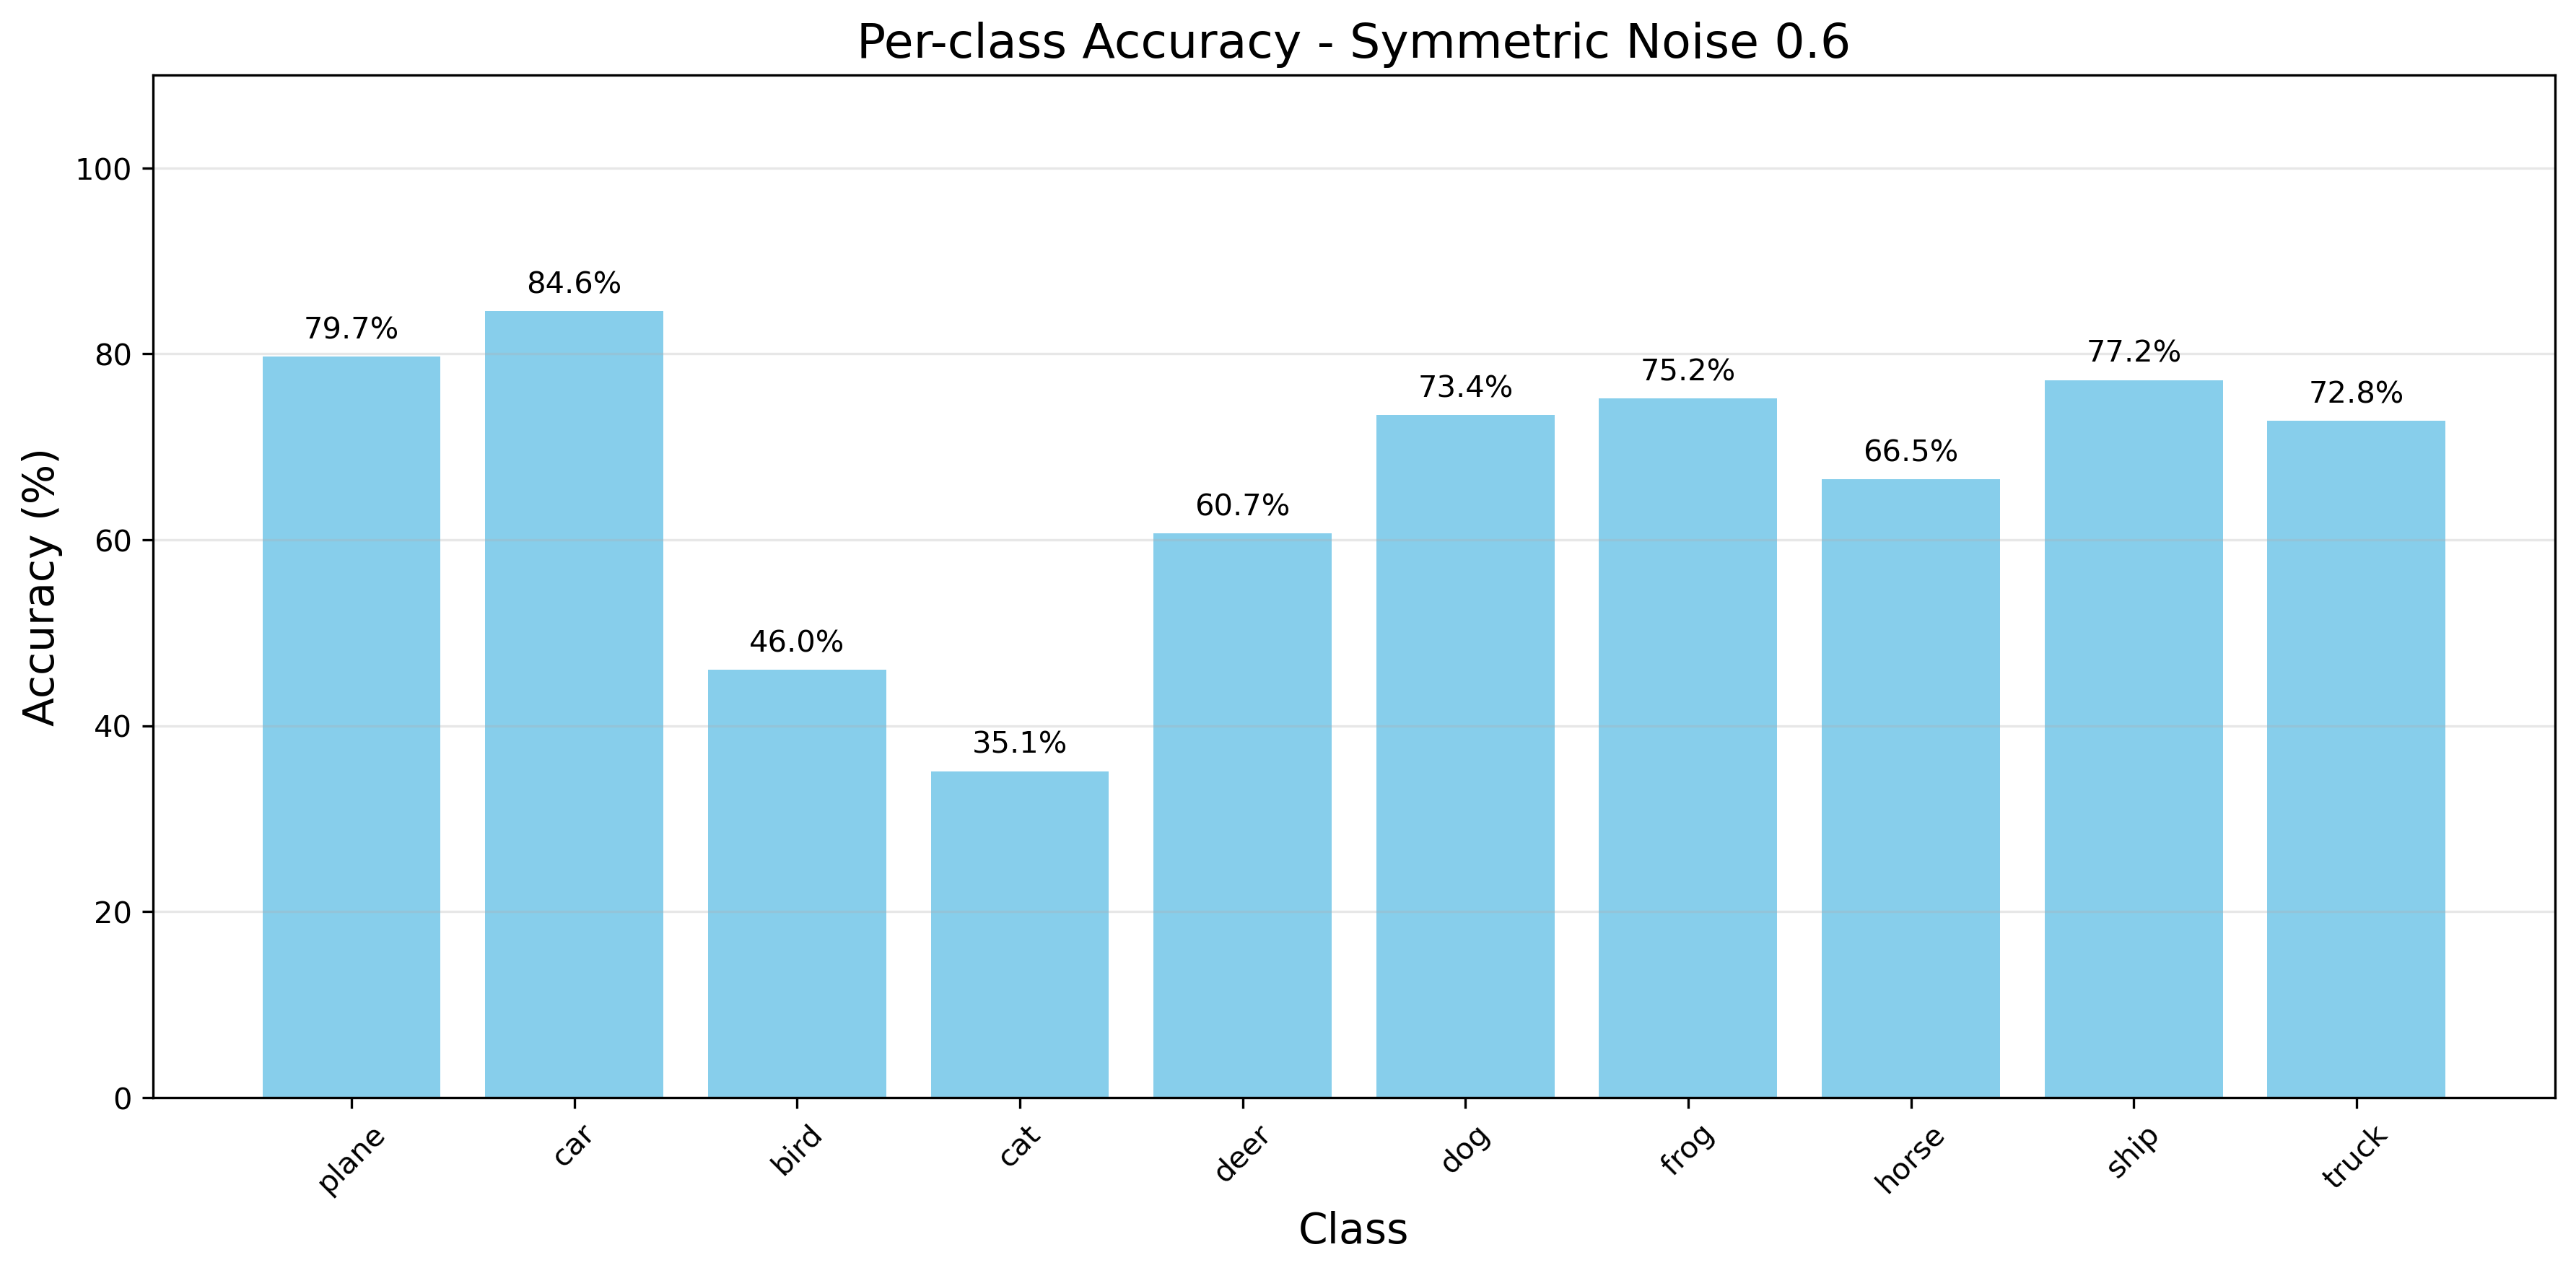 Per-class Accuracy - Symmetric Noise 0.6
Accuracy (%)
100
80
60
40
20
0
79.7%
84.6%
46.0%
35.1%
60.7%
73.4%
75.2%
66.5%
77.2%
72.8%
plane
car
bird
cat
deer
dog
frog
horse
ship
truck
Class